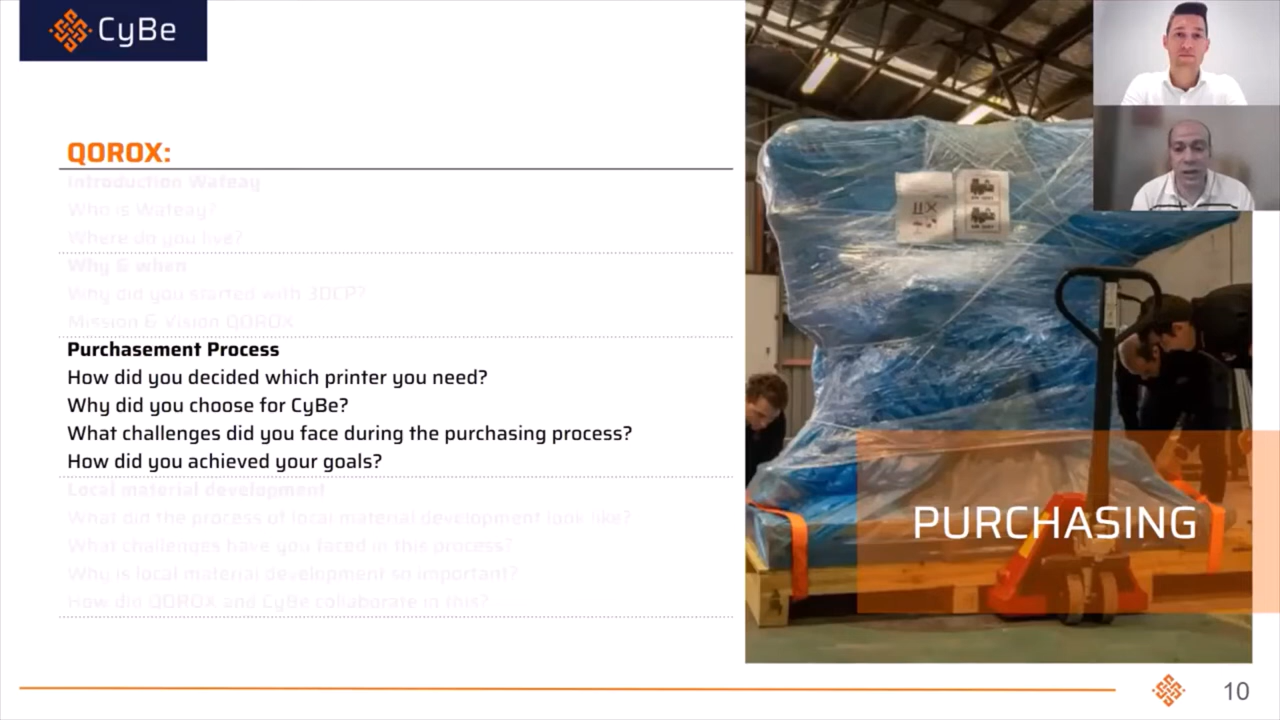 CyBe
QOROX:
Introduction Wafeay
Who is Wafeay?
Where do you live?
Why & when
Why did you started with 3DCP?
Mission & Vision QOROX
Purchasement Process
How did you decided which printer you need?
Why did you choose for CyBe?
What challenges did you face during the purchasing process?
How did you achieved your goals?
Local material development
What did the process of local material development look like?
What challenges have you faced in this process?
Why is local material development so important?
How did QOROX and CyBe collaborate in this?
PURCHASING
10